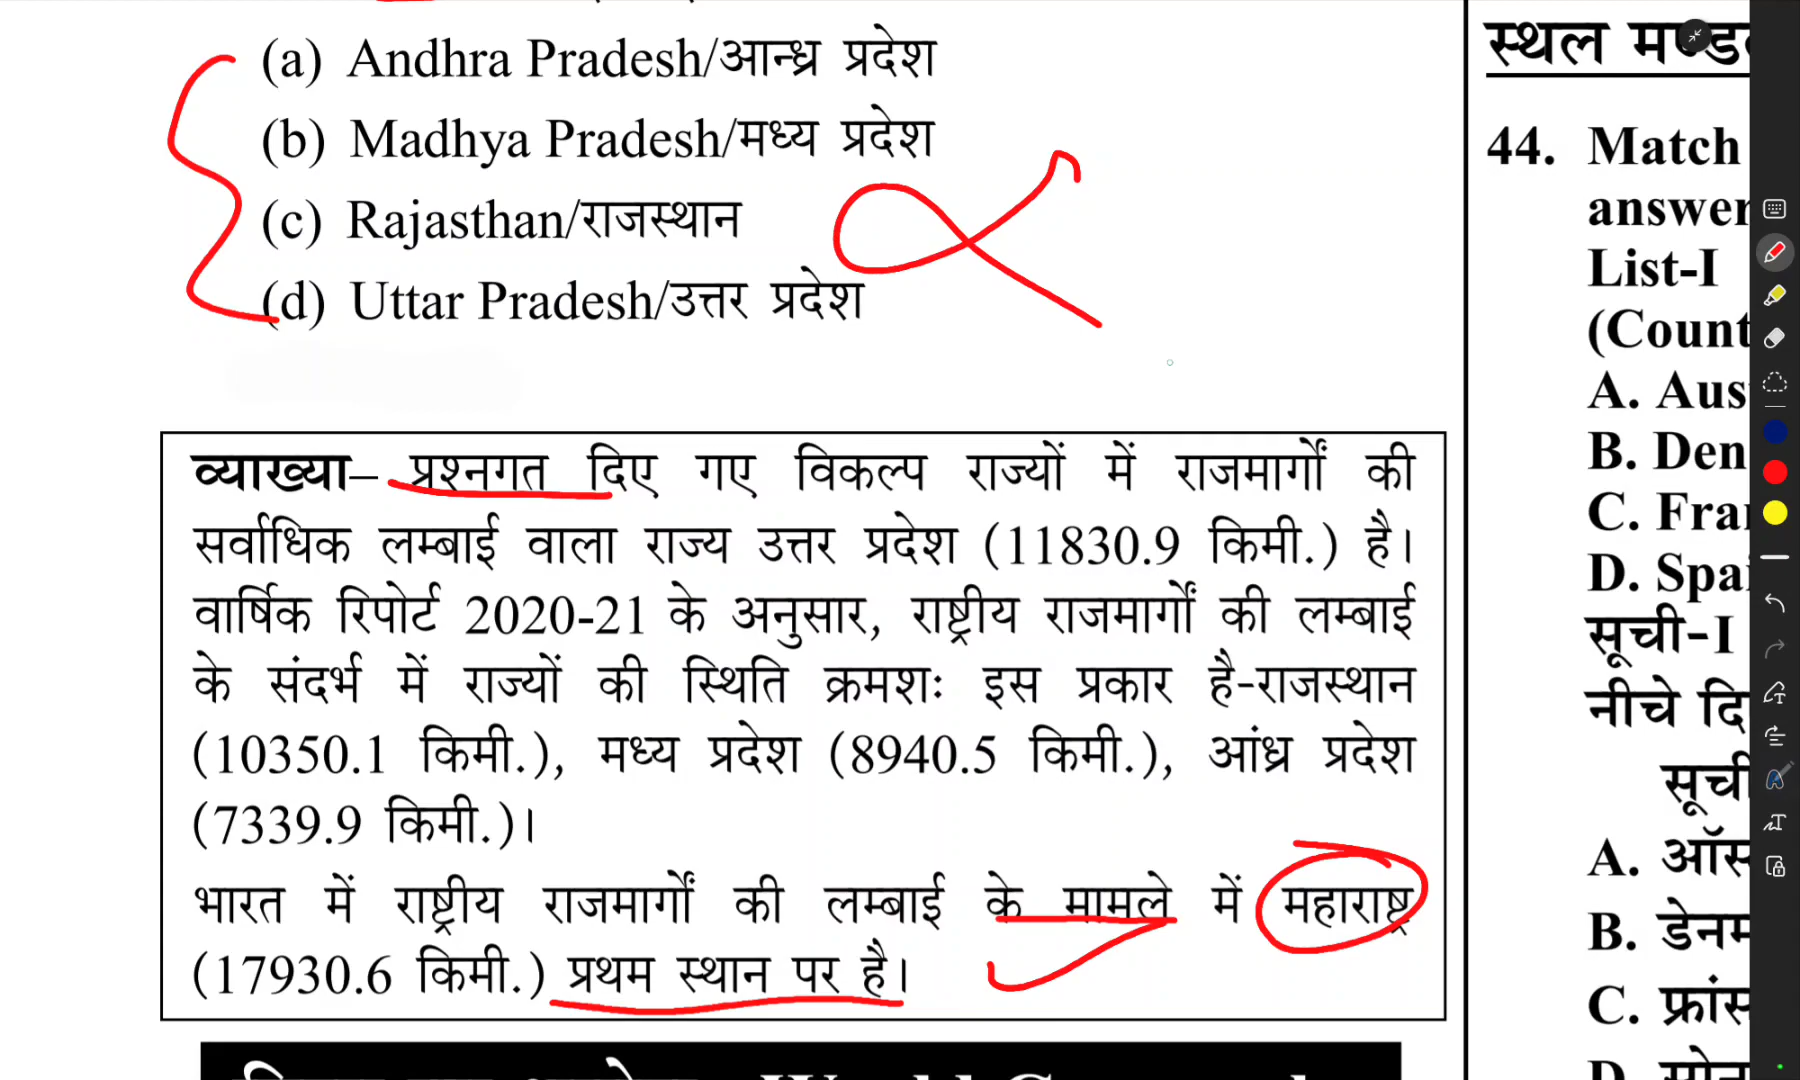 (a) Andhra Pradesh/आन्ध्र प्रदेश
(b) Madhya Pradesh/मध्य प्रदेश
(c) Rajasthan/राजस्थान
(d) Uttar Pradesh/उत्तर प्रदेश
व्याख्या– प्रश्नगत दिए गए विकल्प राज्यों में राजमार्गों की
सर्वाधिक लम्बाई वाला राज्य उत्तर प्रदेश (11830.9 किमी.) है।
वार्षिक रिपोर्ट 2020-21 के अनुसार, राष्ट्रीय राजमार्गों की लम्बाई
के संदर्भ में राज्यों की स्थिति क्रमशः इस प्रकार है-राजस्थान
(10350.1 किमी.), मध्य प्रदेश (8940.5 किमी.), आंध्र प्रदेश
(7339.9 किमी.)।
भारत में राष्ट्रीय राजमार्गों की लम्बाई के मामले में महाराष्ट्र
(17930.6 किमी.) प्रथम स्थान पर है।
स्थल
44. Match
answer
List-I
(Count
A. Aus
B. Den
C. Fra
D. Spa
सूची-I
नीचे दि
सूची
A. ऑस
B. डेनम
C. फ्रांस